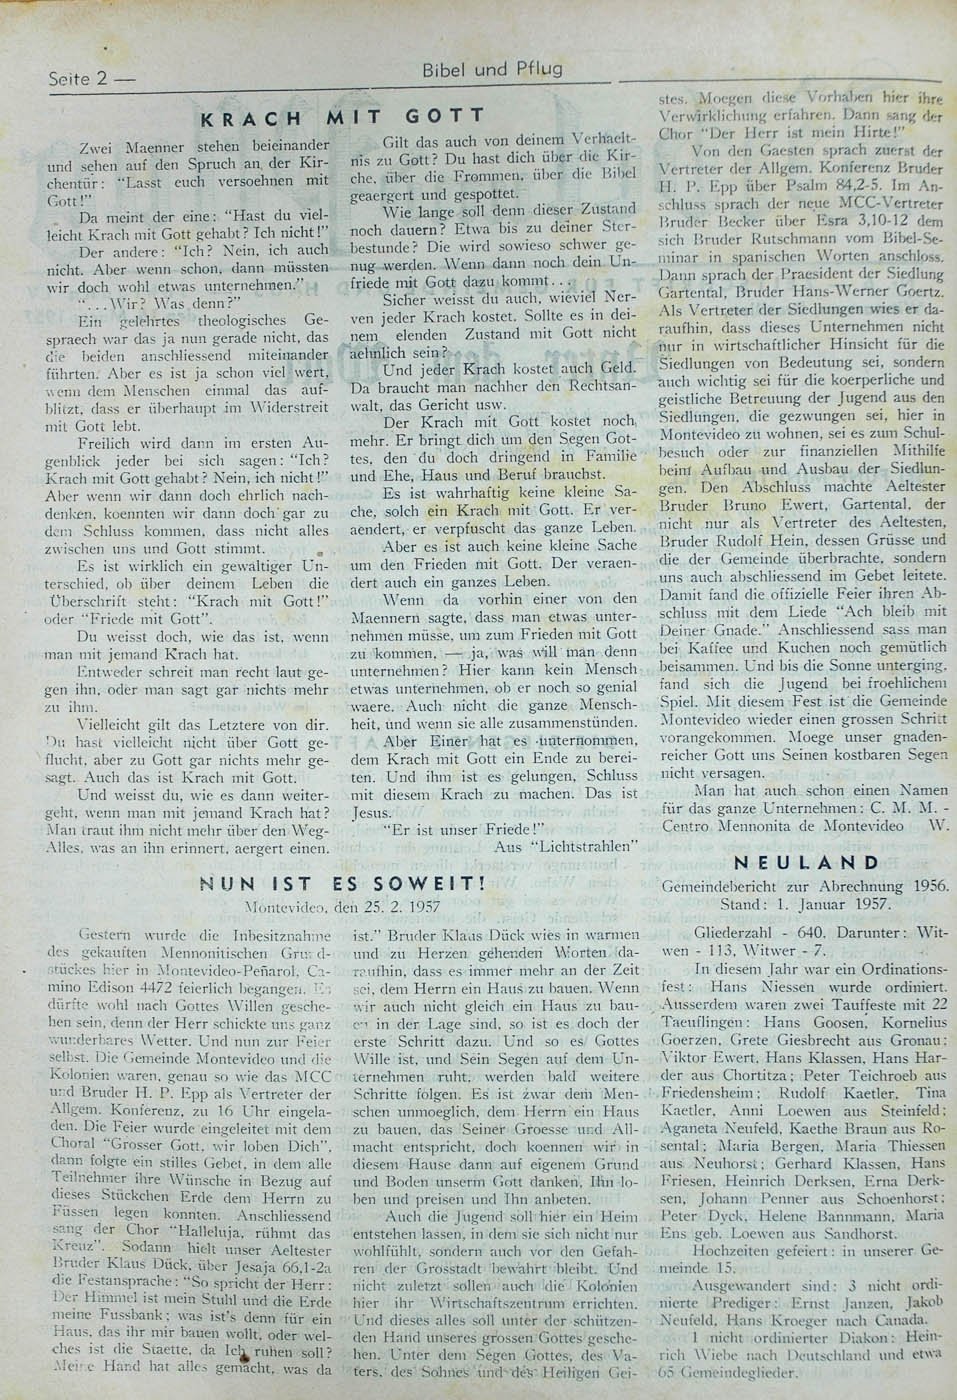 Seite 2 —
Bibel und Pflug
KRACH MIT GOTT
Zwei Maenner stehen beieinander
und sehen auf den Spruch an der Kir-
chentür: “Lasst euch versoehnen mit
Gott!”
Da meint der eine: “Hast du viel-
leicht Krach mit Gott gehabt? Ich nicht!”
Der andere: “Ich? Nein, ich auch
nicht. Aber wenn schon, dann müssten
wir doch wohl etwas unternehmen.”
“...Wir? Was denn?”
Ein gelehrtes theologisches Ge-
spraech war das ja nun gerade nicht, das
die beiden anschliessend miteinander
führten. Aber es ist ja schon viel wert,
wenn dem Menschen einmal das auf-
blitzt, dass er überhaupt im Widerstreit
mit Gott lebt.
Freilich wird dann im ersten Au-
genblick jeder bei sich sagen: “Ich?
Krach mit Gott gehabt? Nein, ich nicht!”
Aber wenn wir dann doch ehrlich nach-
denken, koennten wir dann doch gar zu
dem Schluss kommen, dass nicht alles
zwischen uns und Gott stimmt.
Es ist wirklich ein gewaltiger Un-
terschied, ob über deinem Leben die
Überschrift steht: “Krach mit Gott!”
oder “Friede mit Gott”.
Du weisst doch, wie das ist, wenn
man mit jemand Krach hat.
Entweder schreit man recht laut ge-
gen ihn, oder man sagt gar nichts mehr
zu ihm.
Vielleicht gilt das Letztere von dir.
Du hast vielleicht nicht über Gott ge-
flucht, aber zu Gott gar nichts mehr ge-
sagt. Auch das ist Krach mit Gott.
Und weisst du, wie es dann weiter-
geht, wenn man mit jemand Krach hat?
Man traut ihm nicht mehr über den Weg-
Alles, was an ihn erinnert, aergert einen.
Gilt das auch von deinem Verhaelt-
nis zu Gott? Du hast dich über die Kir-
che, über die Frommen, über die Bibel
geaergert und gespottet.
Wie lange soll denn dieser Zustand
noch dauern? Etwa bis zu deiner Ster-
bestunde? Die wird sowieso schwer ge-
nug werden. Wenn dann noch dein Un-
friede mit Gott dazu kommt...
Sicher weisst du auch, wieviel Ner-
ven jeder Krach kostet. Sollte es in dei-
nem elenden Zustand mit Gott nicht
aehnlich sein?
Und jeder Krach kostet auch Geld.
Da braucht man nachher den Rechtsan-
walt, das Gericht usw.
Der Krach mit Gott kostet noch
mehr. Er bringt dich um den Segen Got-
tes, den du doch dringend in Familie
und Ehe, Haus und Beruf brauchst.
Es ist wahrhaftig keine kleine Sa-
che, solch ein Krach mit Gott. Er ver-
aendert, er verpfuscht das ganze Leben.
Aber es ist auch keine kleine Sache
um den Frieden mit Gott. Der veraen-
dert auch ein ganzes Leben.
Wenn da vorhin einer von den
Maennern sagte, dass man etwas unter-
nehmen müsse, um zum Frieden mit Gott
zu kommen, — ja, was will man denn
unternehmen? Hier kann kein Mensch
etwas unternehmen, ob er noch so genial
waere. Auch nicht die ganze Mensch-
heit, und wenn sie alle zusammenstünden.
Aber Einer hat es unternommen,
dem Krach mit Gott ein Ende zu berei-
ten. Und ihm ist es gelungen, Schluss
mit diesem Krach zu machen. Das ist
Jesus.
“Er ist unser Friede!”
Aus “Lichtstrahlen”
NUN IST ES SOWEIT!
Montevideo, den 25. 2. 1957
Gestern wurde die Inbesitznahme
des gekauften Mennonitischen Grund-
stückes hier in Montevideo-Peñarol, Ca-
mino Edison 4472 feierlich begangen. Es
dürfte wohl nach Gottes Willen gesche-
hen sein, denn der Herr schickte uns ganz
wunderbares Wetter. Und nun zur Feier
selbst. Die Gemeinde Montevideo und die
Kolonien waren, genau so wie das MCC
und Bruder H. P. Epp als Vertreter der
Allgem. Konferenz, zu 16 Uhr eingela-
den. Die Feier wurde eingeleitet mit dem
Choral “Grosser Gott, wir loben Dich”,
dann folgte ein stilles Gebet, in dem alle
Teilnehmer ihre Wünsche in Bezug auf
dieses Stückchen Erde dem Herrn zu
Füssen legen konnten. Anschliessend
sang der Chor “Halleluja, rühmt das
Kreuz”. Sodann hielt unser Aeltester
Bruder Klaus Dück, über Jesaja 66,1-2a
die Festansprache: “So spricht der Herr:
Der Himmel ist mein Stuhl und die Erde
meine Fussbank; was ist's denn für ein
Haus, das ihr mir bauen wollt, oder wel-
ches ist die Staette, da Ich ruhen soll?
Meine Hand hat alles gemacht, was da
ist.” Bruder Klaus Dück wies in warmen
und zu Herzen gehenden Worten da-
raufhin, dass es immer mehr an der Zeit
sei, dem Herrn ein Haus zu bauen. Wenn
wir auch nicht gleich ein Haus zu bau-
en in der Lage sind, so ist es doch der
erste Schritt dazu. Und so es Gottes
Wille ist, und Sein Segen auf dem Un-
ternehmen ruht, werden bald weitere
Schritte folgen. Es ist zwar dem Men-
schen unmoeglich, dem Herrn ein Haus
zu bauen, das Seiner Groesse und All-
macht entspricht, doch koennen wir in
diesem Hause dann auf eigenem Grund
und Boden unserm Gott danken, Ihn lo-
ben und preisen und Ihn anbeten.
Auch die Jugend soll hier ein Heim
entstehen lassen, in dem sie sich nicht nur
wohlfühlt, sondern auch vor den Gefah-
ren der Grosstadt bewahrt bleibt. Und
nicht zuletzt sollen auch die Kolonien
hier ihr Wirtschaftszentrum errichten.
Und dieses alles soll unter der schützen-
den Hand unseres grossen Gottes gesche-
hen. Unter dem Segen Gottes, des Va-
ters, des Sohnes und des Heiligen Gei-
stes. Moegen diese Vorhaben hier ihre
Verwirklichung erfahren. Dann sang der
Chor “Der Herr ist mein Hirte!”
Von den Gaesten sprach zuerst der
Vertreter der Allgem. Konferenz Bruder
H. P. Epp über Psalm 84,2-5. Im An-
schluss sprach der neue MCC-Vertreter
Bruder Becker über Esra 3,10-12 dem
sich Bruder Rutschmann vom Bibel-Se-
minar in spanischen Worten anschloss.
Dann sprach der Praesident der Siedlung
Gartental, Bruder Hans-Werner Goertz.
Als Vertreter der Siedlungen wies er da-
raufhin, dass dieses Unternehmen nicht
nur in wirtschaftlicher Hinsicht für die
Siedlungen von Bedeutung sei, sondern
auch wichtig sei für die koerperliche und
geistliche Betreuung der Jugend aus den
Siedlungen, die gezwungen sei, hier in
Montevideo zu wohnen, sei es zum Schul-
besuch oder zur finanziellen Mithilfe
beim Aufbau und Ausbau der Siedlun-
gen. Den Abschluss machte Aeltester
Bruder Bruno Ewert, Gartental, der
nicht nur als Vertreter des Aeltesten,
Bruder Rudolf Hein, dessen Grüsse und
die der Gemeinde überbrachte, sondern
uns auch abschliessend im Gebet leitete.
Damit fand die offizielle Feier ihren Ab-
schluss mit dem Liede “Ach bleib mit
Deiner Gnade.” Anschliessend sass man
bei Kaffee und Kuchen noch gemütlich
beisammen. Und bis die Sonne unterging,
fand sich die Jugend bei froehlichem
Spiel. Mit diesem Fest ist die Gemeinde
Montevideo wieder einen grossen Schritt
vorangekommen. Moege unser gnaden-
reicher Gott uns Seinen kostbaren Segen
nicht versagen.
Man hat auch schon einen Namen
für das ganze Unternehmen: C. M. M. -
Centro Mennonita de Montevideo W.
NEULAND
Gemeindebericht zur Abrechnung 1956.
Stand: 1. Januar 1957.
Gliederzahl - 640. Darunter: Wit-
wen - 113, Witwer - 7.
In diesem Jahr war ein Ordinations-
fest: Hans Niessen wurde ordiniert.
Ausserdem waren zwei Tauffeste mit 22
Taeuflingen: Hans Goosen, Kornelius
Goerzen, Grete Giesbrecht aus Gronau;
Viktor Ewert, Hans Klassen, Hans Har-
der aus Chortitza; Peter Teichroeb aus
Friedensheim; Rudolf Kaetler, Tina
Kaetler, Anni Loewen aus Steinfeld;
Aganeta Neufeld, Kaethe Braun aus Ro-
sental; Maria Bergen, Maria Thiessen
aus Neuhorst; Gerhard Klassen, Hans
Friesen, Heinrich Derksen, Erna Derk-
sen, Johann Penner aus Schoenhorst;
Peter Dyck, Helene Bannmann, Maria
Ens geb. Loewen aus Sandhorst.
Hochzeiten gefeiert: in unserer Ge-
meinde 15.
Ausgewandert sind: 3 nicht ordi-
nierte Prediger: Ernst Janzen, Jakob
Neufeld, Hans Kroeger nach Canada.
1 nicht ordinierter Diakon: Hein-
rich Wiebe nach Deutschland und etwa
65 Gemeindeglieder.